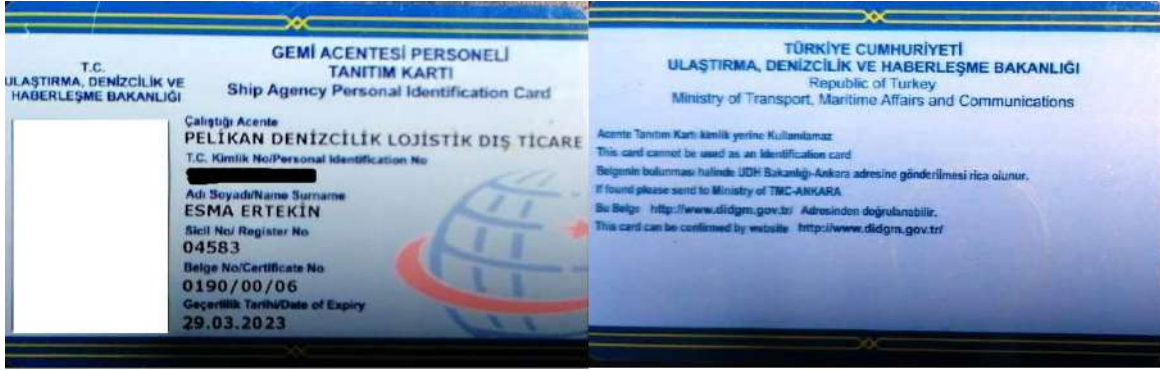 T.C.
ULAŞTIRMA, DENİZCİLİK VE
HABERLEŞME BAKANLIĞI
GEMİ ACENTESİ PERSONELİ
TANITIM KARTI
Ship Agency Personal Identification Card
Çalıştığı Acente
PELİKAN DENİZCİLİK LOJİSTİK DIŞ TİCARE
T.C. Kimlik No/Personal Identification No
Adı Soyadı/Name Surname
ESMA ERTEKİN
Sicil No/ Register No
04583
Belge No/Certificate No
0190/00/06
Geçerlilik Tarihi/Date of Expiry
29.03.2023
TÜRKİYE CUMHURİYETİ
ULAŞTIRMA, DENİZCİLİK VE HABERLEŞME BAKANLIĞI
Republic of Turkey
Ministry of Transport, Maritime Affairs and Communications
Acente Tanıtım Kartı kimlik yerine Kullanılamaz
This card cannot be used as an Identification card
Belgenin bulunması halinde UDH Bakanlığı-Ankara adresine gönderilmesi rica olunur.
If found please send to Ministry of TMC-ANKARA
Bu Belge http://www.didgm.gov.tr/ Adresinden doğrulanabilir.
This card can be confirmed by website http://www.didgm.gov.tr/